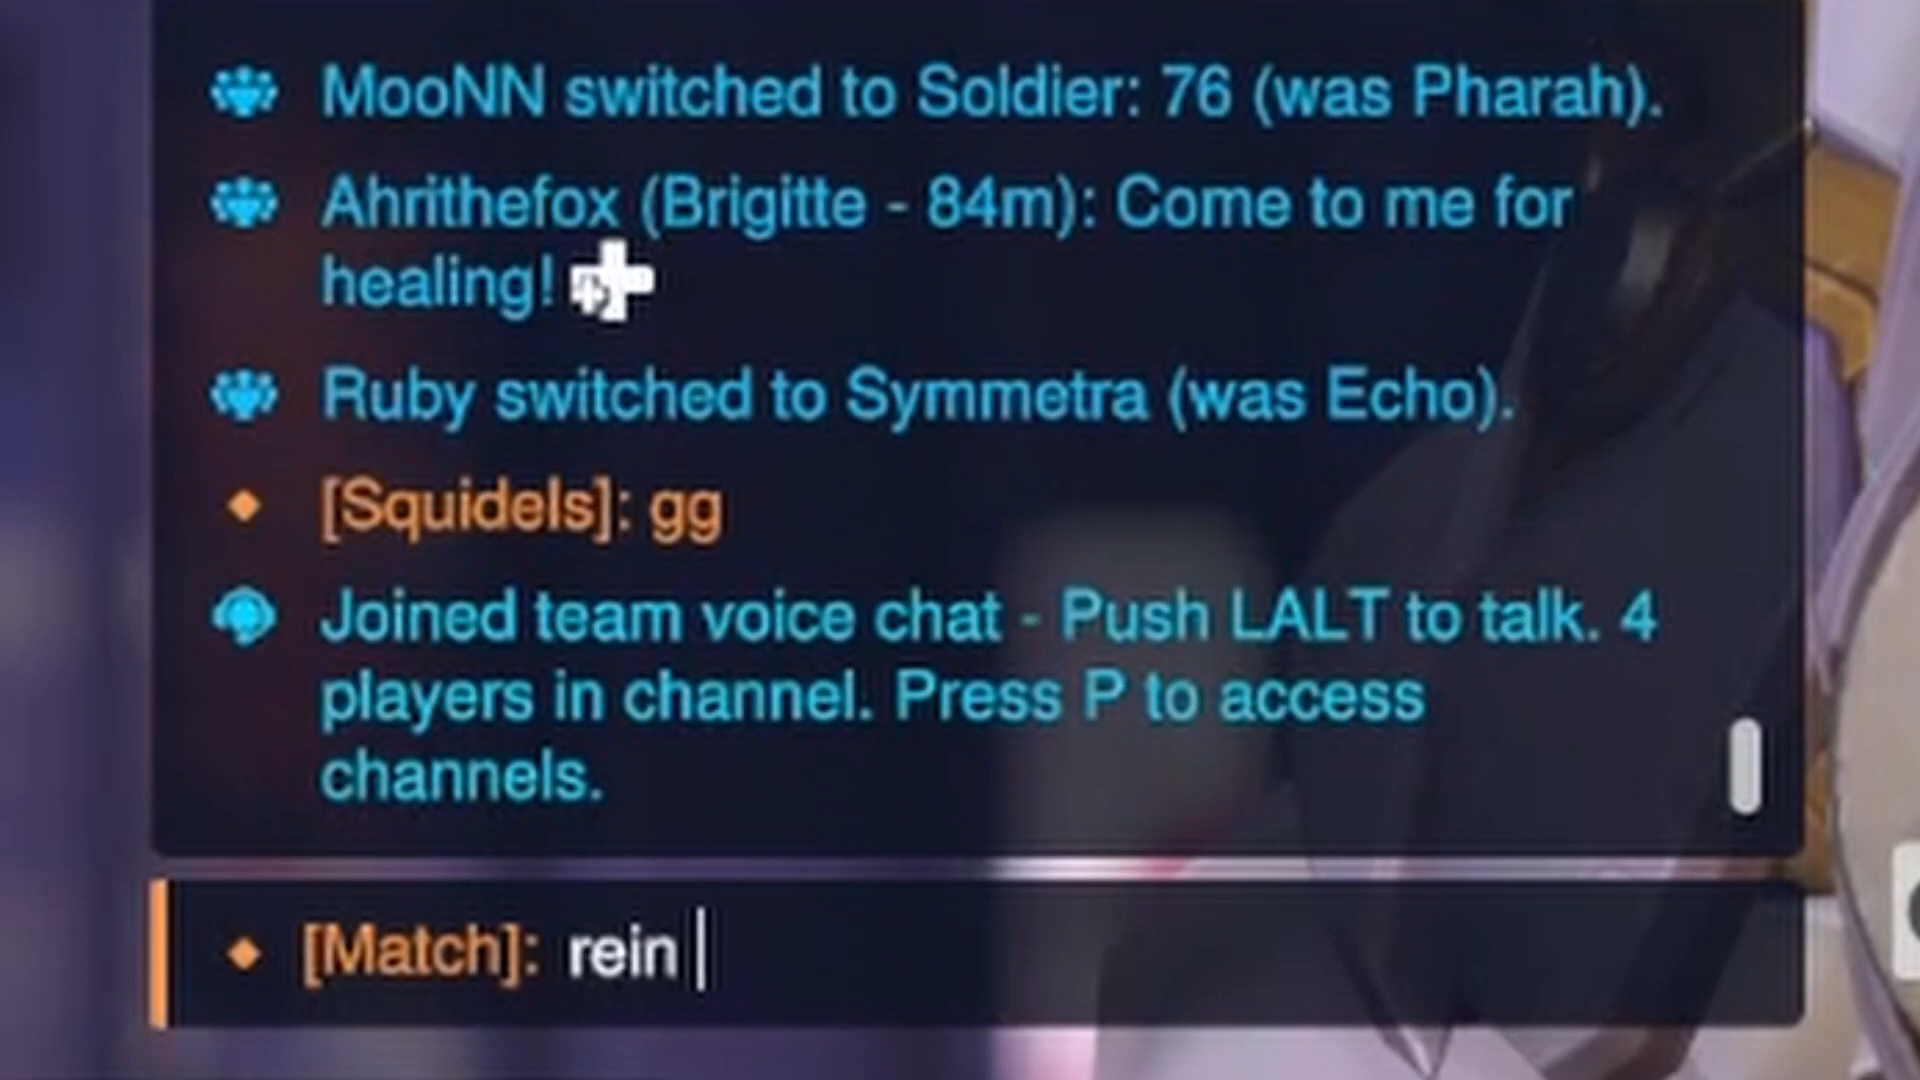 MooNN switched to Soldier: 76 (was Pharah).
Ahrithefox (Brigitte - 84m): Come to me for
healing!
Ruby switched to Symmetra (was Echo).
[Squidels]: gg
Joined team voice chat - Push LALT to talk. 4
players in channel. Press P to access
channels.
[Match]: rein